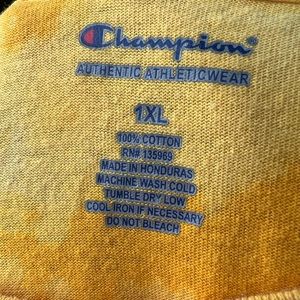 Champion
AUTHENTIC ATHLETICWEAR
1XL
100% COTTON
RN# 135969
MADE IN HONDURAS
MACHINE WASH COLD
TUMBLE DRY LOW
COOL IRON IF NECESSARY
DO NOT BLEACH